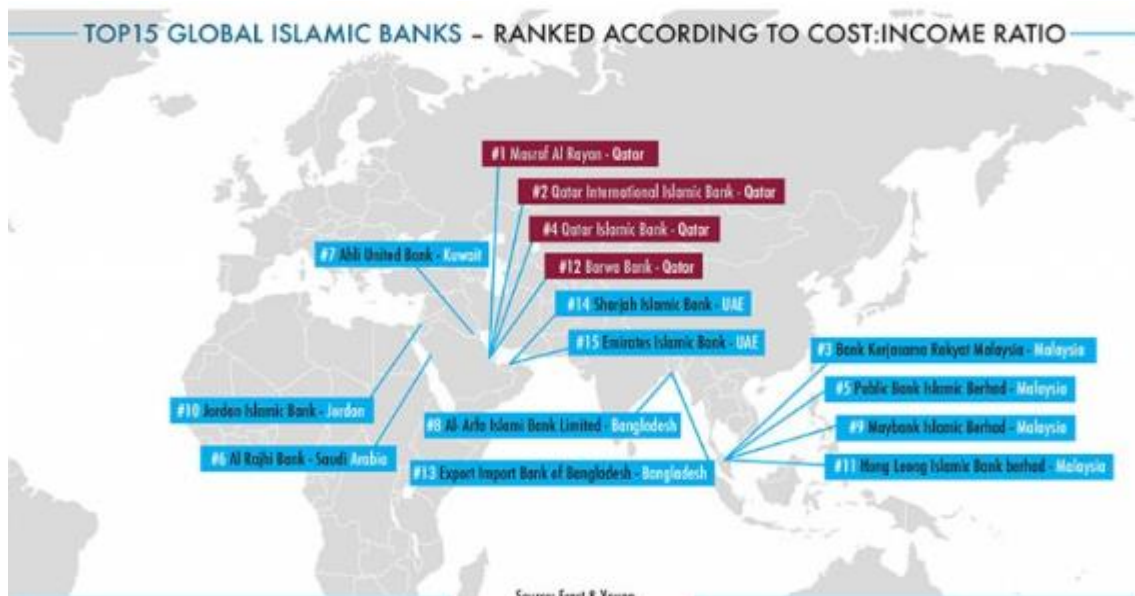 TOP15 GLOBAL ISLAMIC BANKS – RANKED ACCORDING TO COST:INCOME RATIO
#1 Masraf Al Rayan - Qatar
#2 Qatar International Islamic Bank - Qatar
#4 Qatar Islamic Bank - Qatar
#7 Ahli United Bank - Kuwait
#12 Barwa Bank - Qatar
#14 Sharjah Islamic Bank - UAE
#15 Emirates Islamic Bank - UAE
#3 Bank Kerjasama Rakyat Malaysia - Malaysia
#5 Public Bank Islamic Berhad - Malaysia
#10 Jordan Islamic Bank - Jordan
#8 Al-Arfa Islami Bank Limited - Bangladesh
#9 Maybank Islamic Berhad - Malaysia
#6 Al Rajhi Bank - Saudi Arabia
#13 Export Import Bank of Bangladesh - Bangladesh
#11 Hong Leong Islamic Bank berhad - Malaysia
Source: Ernst & Young